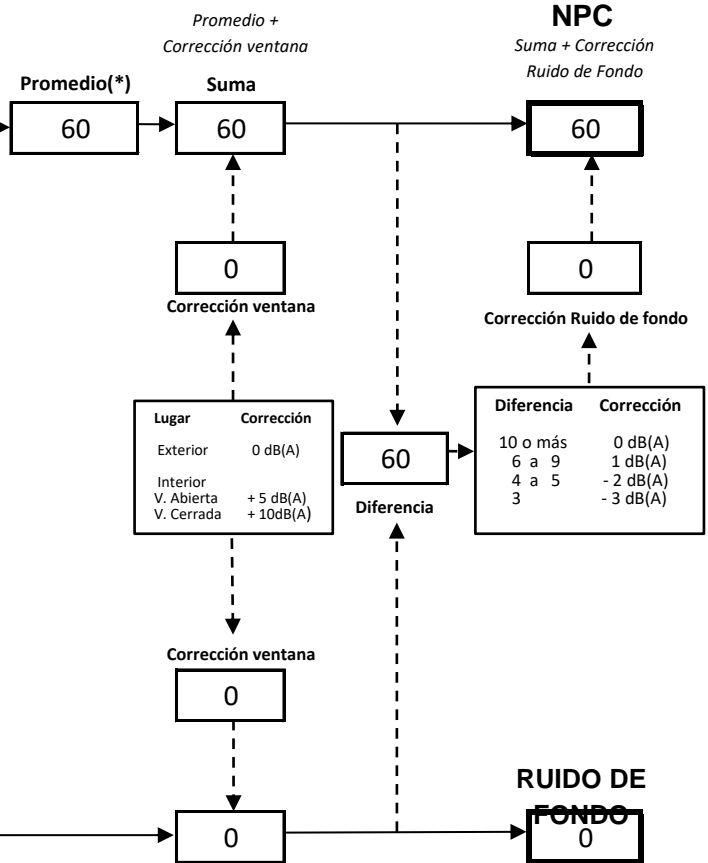 Promedio +
Corrección ventana
NPC
Suma + Corrección
Ruido de Fondo
Promedio(*)
Suma
60
60
60
0
0
Corrección ventana
Corrección Ruido de fondo
Lugar Corrección
Exterior 0 dB(A)
Interior
V. Abierta + 5 dB(A)
V. Cerrada + 10dB(A)
60
Diferencia
Diferencia Corrección
10 o más 0 dB(A)
6 a 9 1 dB(A)
4 a 5 - 2 dB(A)
3 - 3 dB(A)
Corrección ventana
0
RUIDO DE
FONDO
0
0